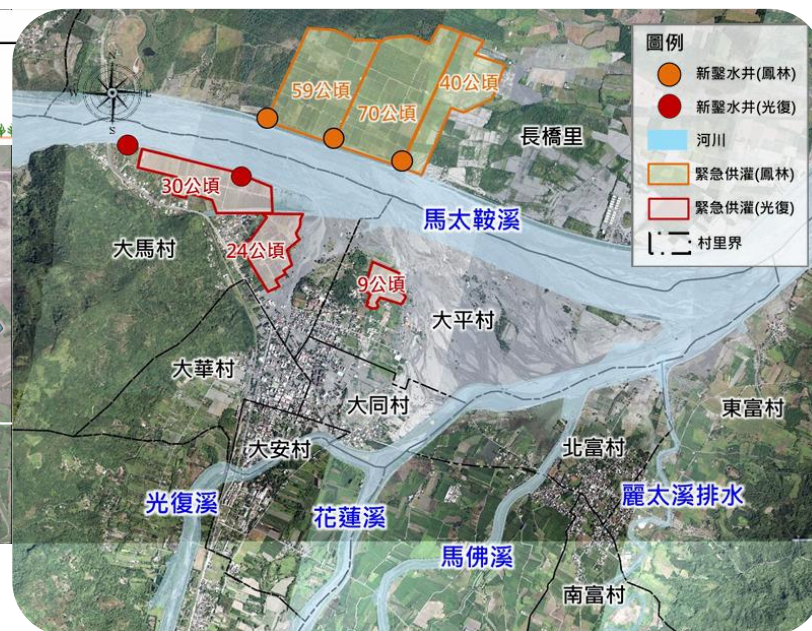 59公頃
70公頃
40公頃
30公頃
24公頃
9公頃
長橋里
馬太鞍溪
大馬村
大平村
大華村
大同村
大安村
東富村
北富村
光復溪
花蓮溪
麗太溪排水
馬佛溪
南富村
W
E
S
圖例
新鑿水井(鳳林)
新鑿水井(光復)
河川
緊急供灌(鳳林)
緊急供灌(光復)
村里界